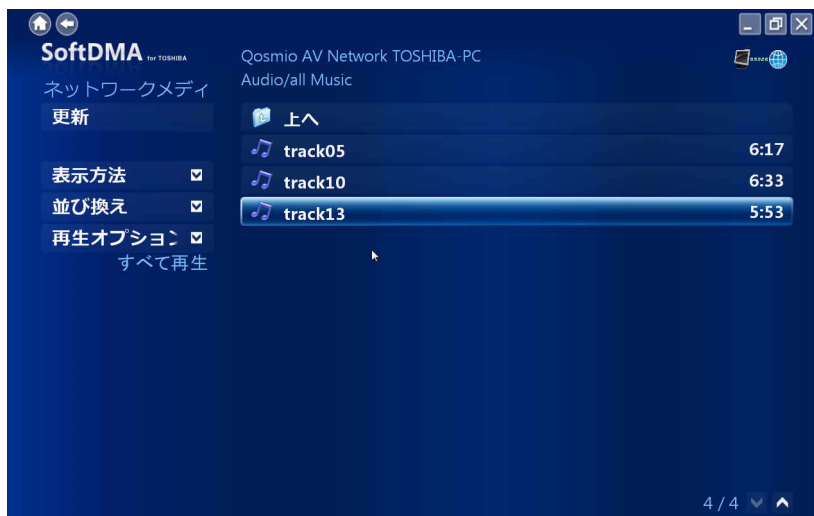 SoftDMA for TOSHIBA
ネットワークメディ
更新
表示方法
並び換え
再生オプション
すべて再生
Qosmio AV Network TOSHIBA-PC
Audio/all Music
上へ
track05 6:17
track10 6:33
track13 5:53
4 / 4